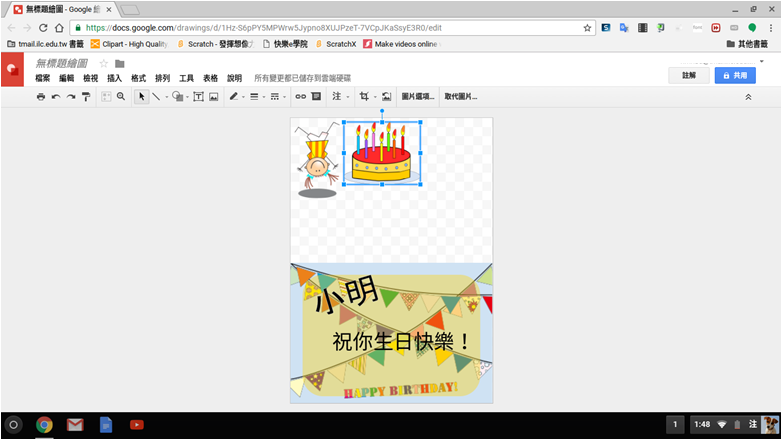 無標題繪圖 - Google 繪
https://docs.google.com/drawings/d/1Hz-S6pPY5MPWrw5Jypno8XUJPzeT-7VCpJKaSsyE3R0/edit
tmail.ilc.edu.tw 書籤 Clipart - High Quality, Scratch - 發揮想像力 快樂e學院 ScratchX Make videos online 其他書籤
無標題繪圖
檔案 編輯 檢視 插入 格式 排列 工具 表格 說明 所有變更都已儲存到雲端硬碟
註解 共用
注 圖片選項... 取代圖片...
小明
祝你生日快樂！
HAPPY BIRTHDAY!
1 1:48 注